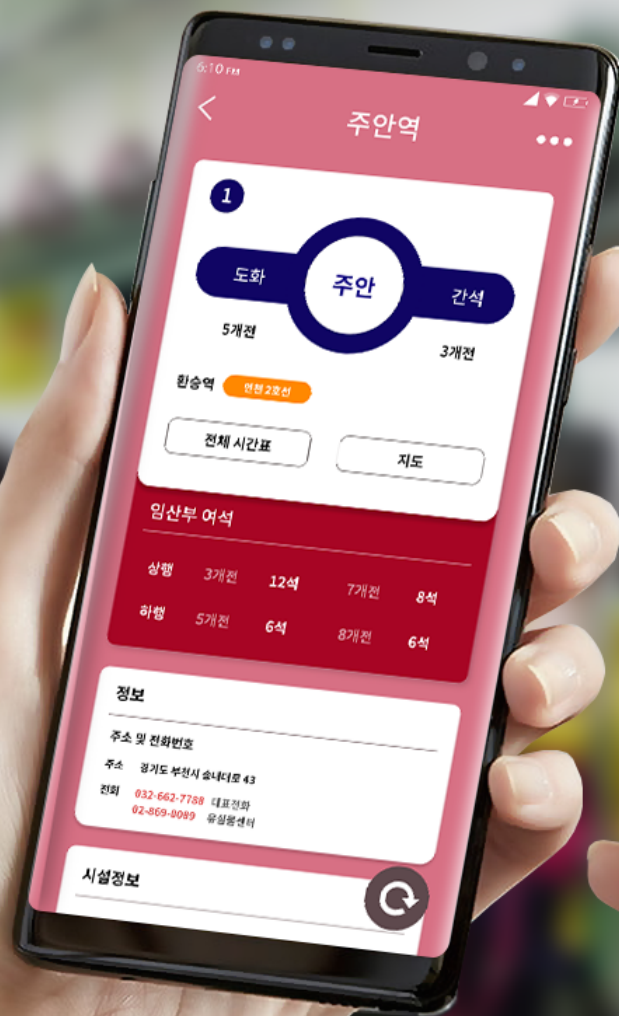 6:10 PM
주안역
1
도화 주안 간석
5개전 3개전
환승역 인천 2호선
전체 시간표 지도
임산부 여석
상행 3개전 12석 7개전 8석
하행 5개전 6석 8개전 6석
정보
주소 및 전화번호
주소 경기도 부천시 송내대로 43
전화 032-662-7788 대표전화
02-869-0089 유실물센터
시설정보